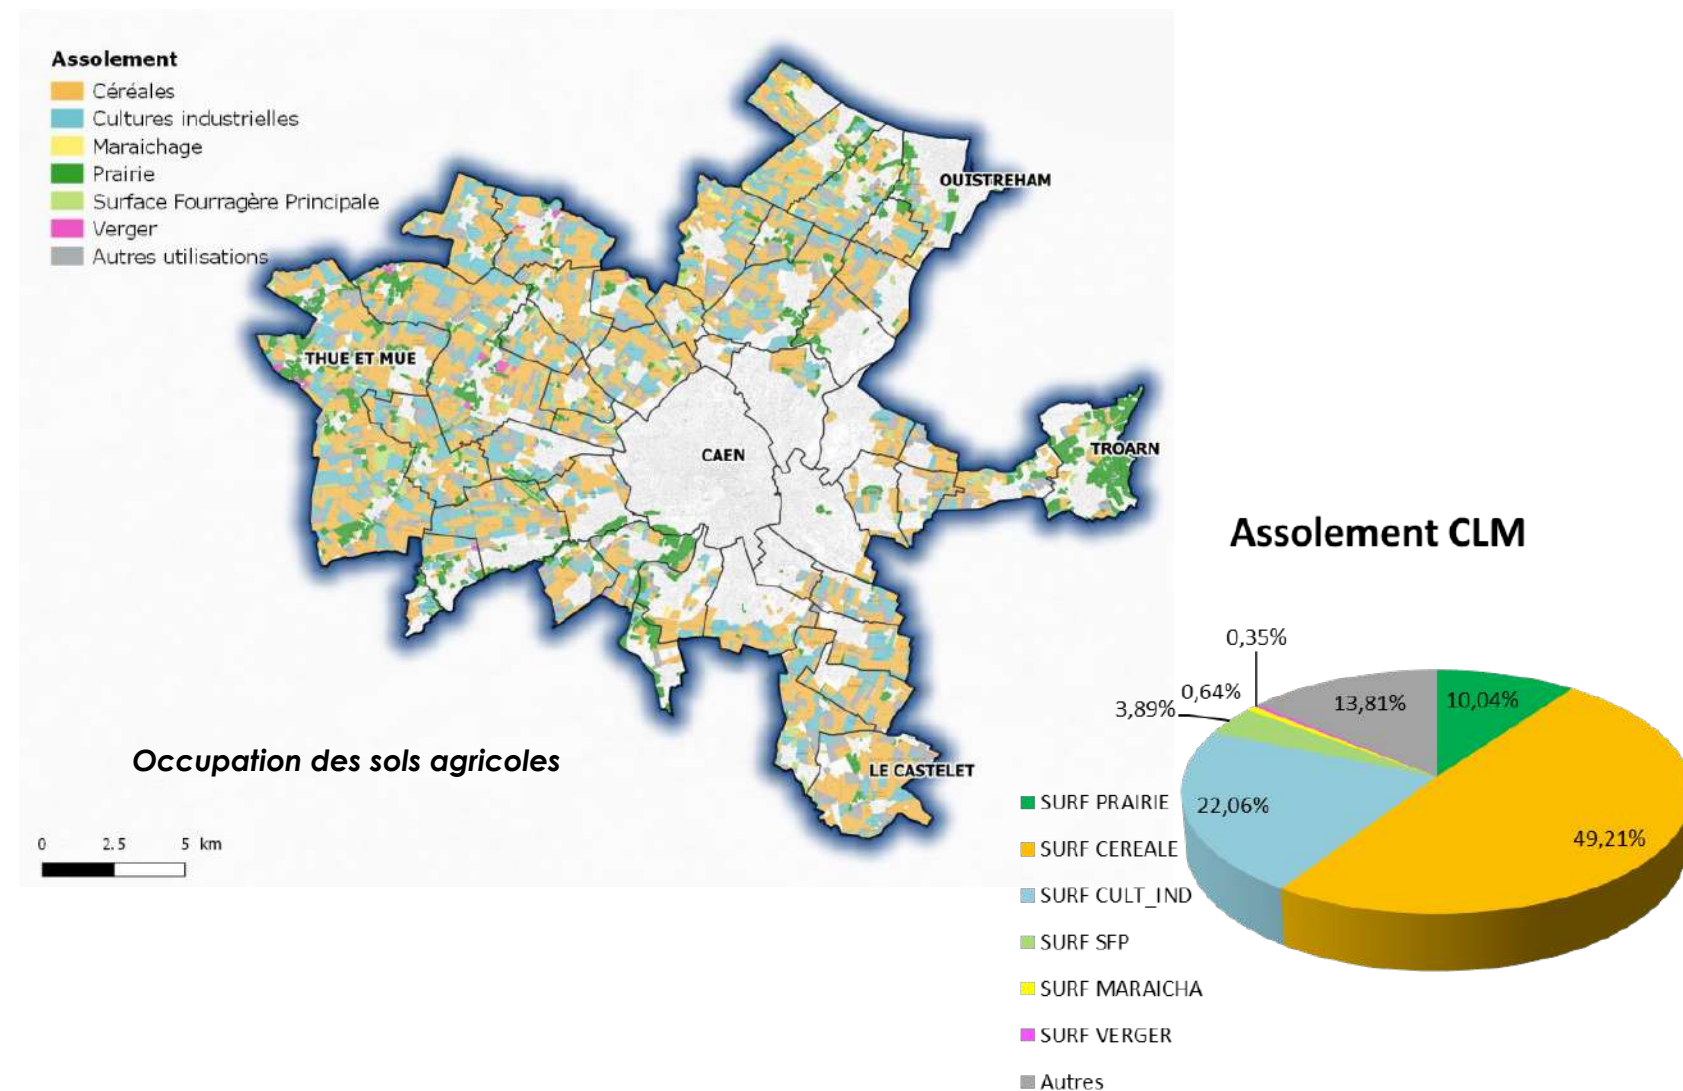 Assolement
Céréales
Cultures industrielles
Maraichage
Prairie
Surface Fourragère Principale
Verger
Autres utilisations
OUISTREHAM
THUE ET MUE
CAEN
TROARN
LE CASTELET
Occupation des sols agricoles
0 2.5 5 km
Assolement CLM
0,35%
0,64%
3,89%
13,81%
10,04%
22,06%
49,21%
SURF PRAIRIE
SURF CEREALE
SURF CULT_IND
SURF SFP
SURF MARAICHA
SURF VERGER
Autres